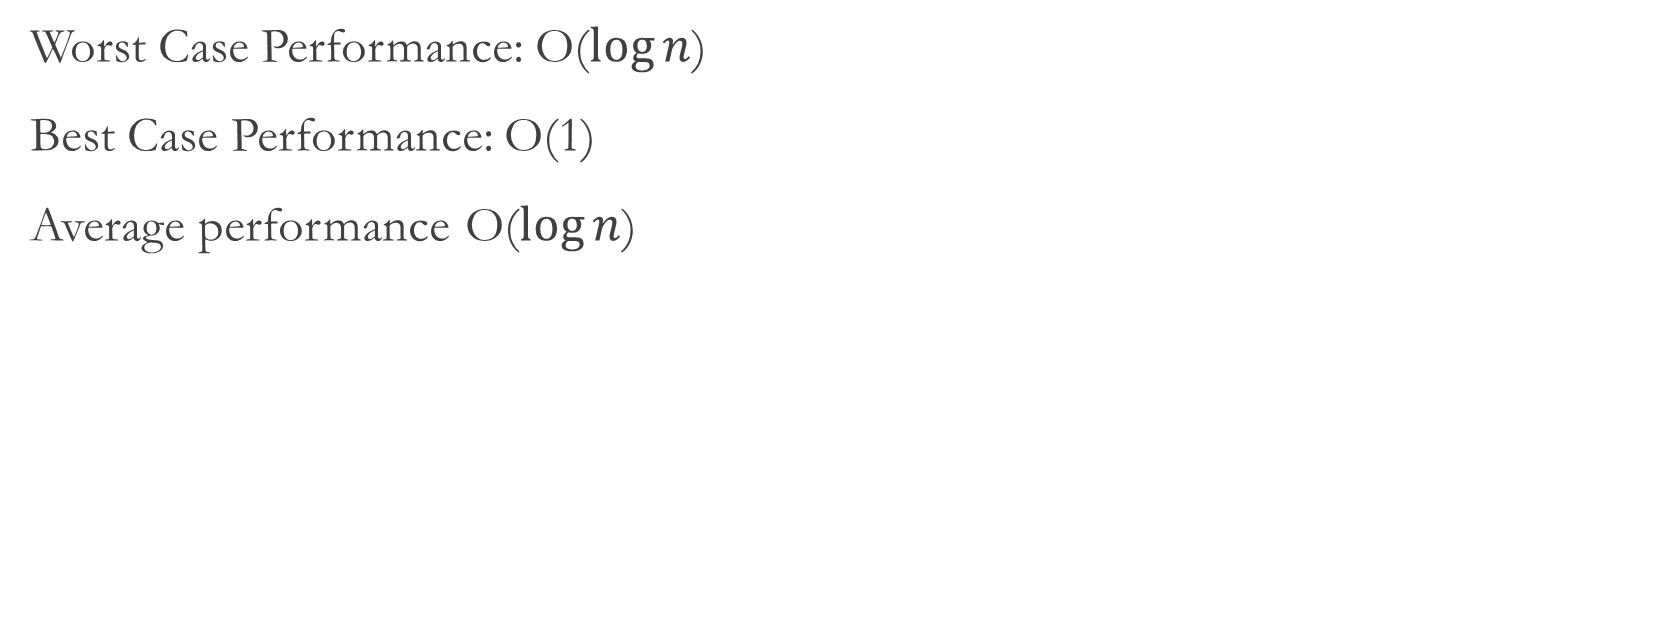 Worst Case Performance: O(log n)
Best Case Performance: O(1)
Average performance O(log n)